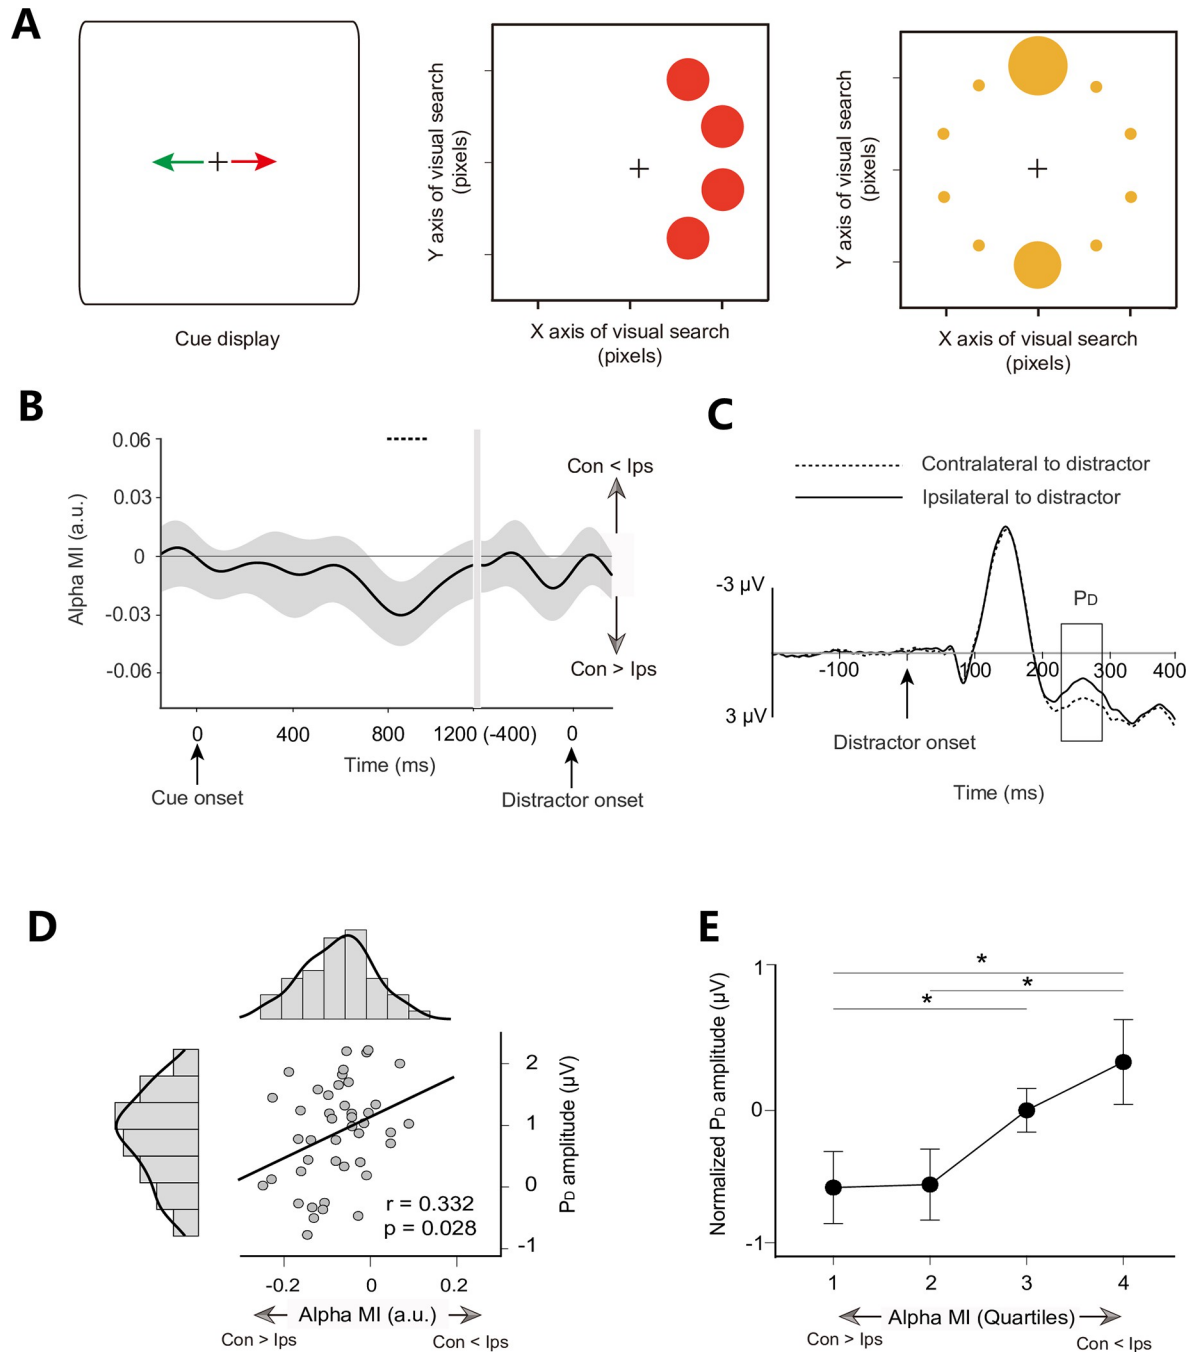 A
Cue display
Y axis of visual search
(pixels)
X axis of visual search
(pixels)
Y axis of visual search
(pixels)
X axis of visual search
(pixels)
B
Alpha MI (a.u.)
0.06
0.03
0
-0.03
-0.06
Con < Ips
Con > Ips
0
400
800
1200 (-400)
0
Time (ms)
Cue onset
Distractor onset
C
Contralateral to distractor
Ipsilateral to distractor
-3 µV
3 µV
PD
-100
100
200
300
400
Distractor onset
Time (ms)
D
2
1
0
-1
PD amplitude (µV)
r = 0.332
p = 0.028
-0.2
0
0.2
Alpha MI (a.u.)
Con > Ips
Con < Ips
E
Normalized PD amplitude (µV)
1
0
-1
*
*
*
1
2
3
4
Alpha MI (Quartiles)
Con > Ips
Con < Ips